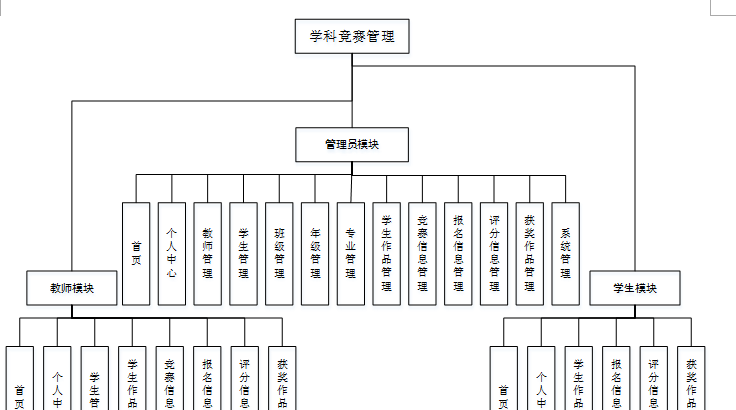 学科竞赛管理
管理员模块
首页
个人中心
教师管理
学生管理
班级管理
年级管理
专业管理
学生作品管理
竞赛信息管理
报名信息管理
评分信息管理
获奖作品管理
系统管理
教师模块
学生模块
首页
个人中
学生管
学生作品
竞赛信息
报名信息
评分信息
获奖作品
首页
个人中
学生作品
报名信息
评分信息
获奖作品